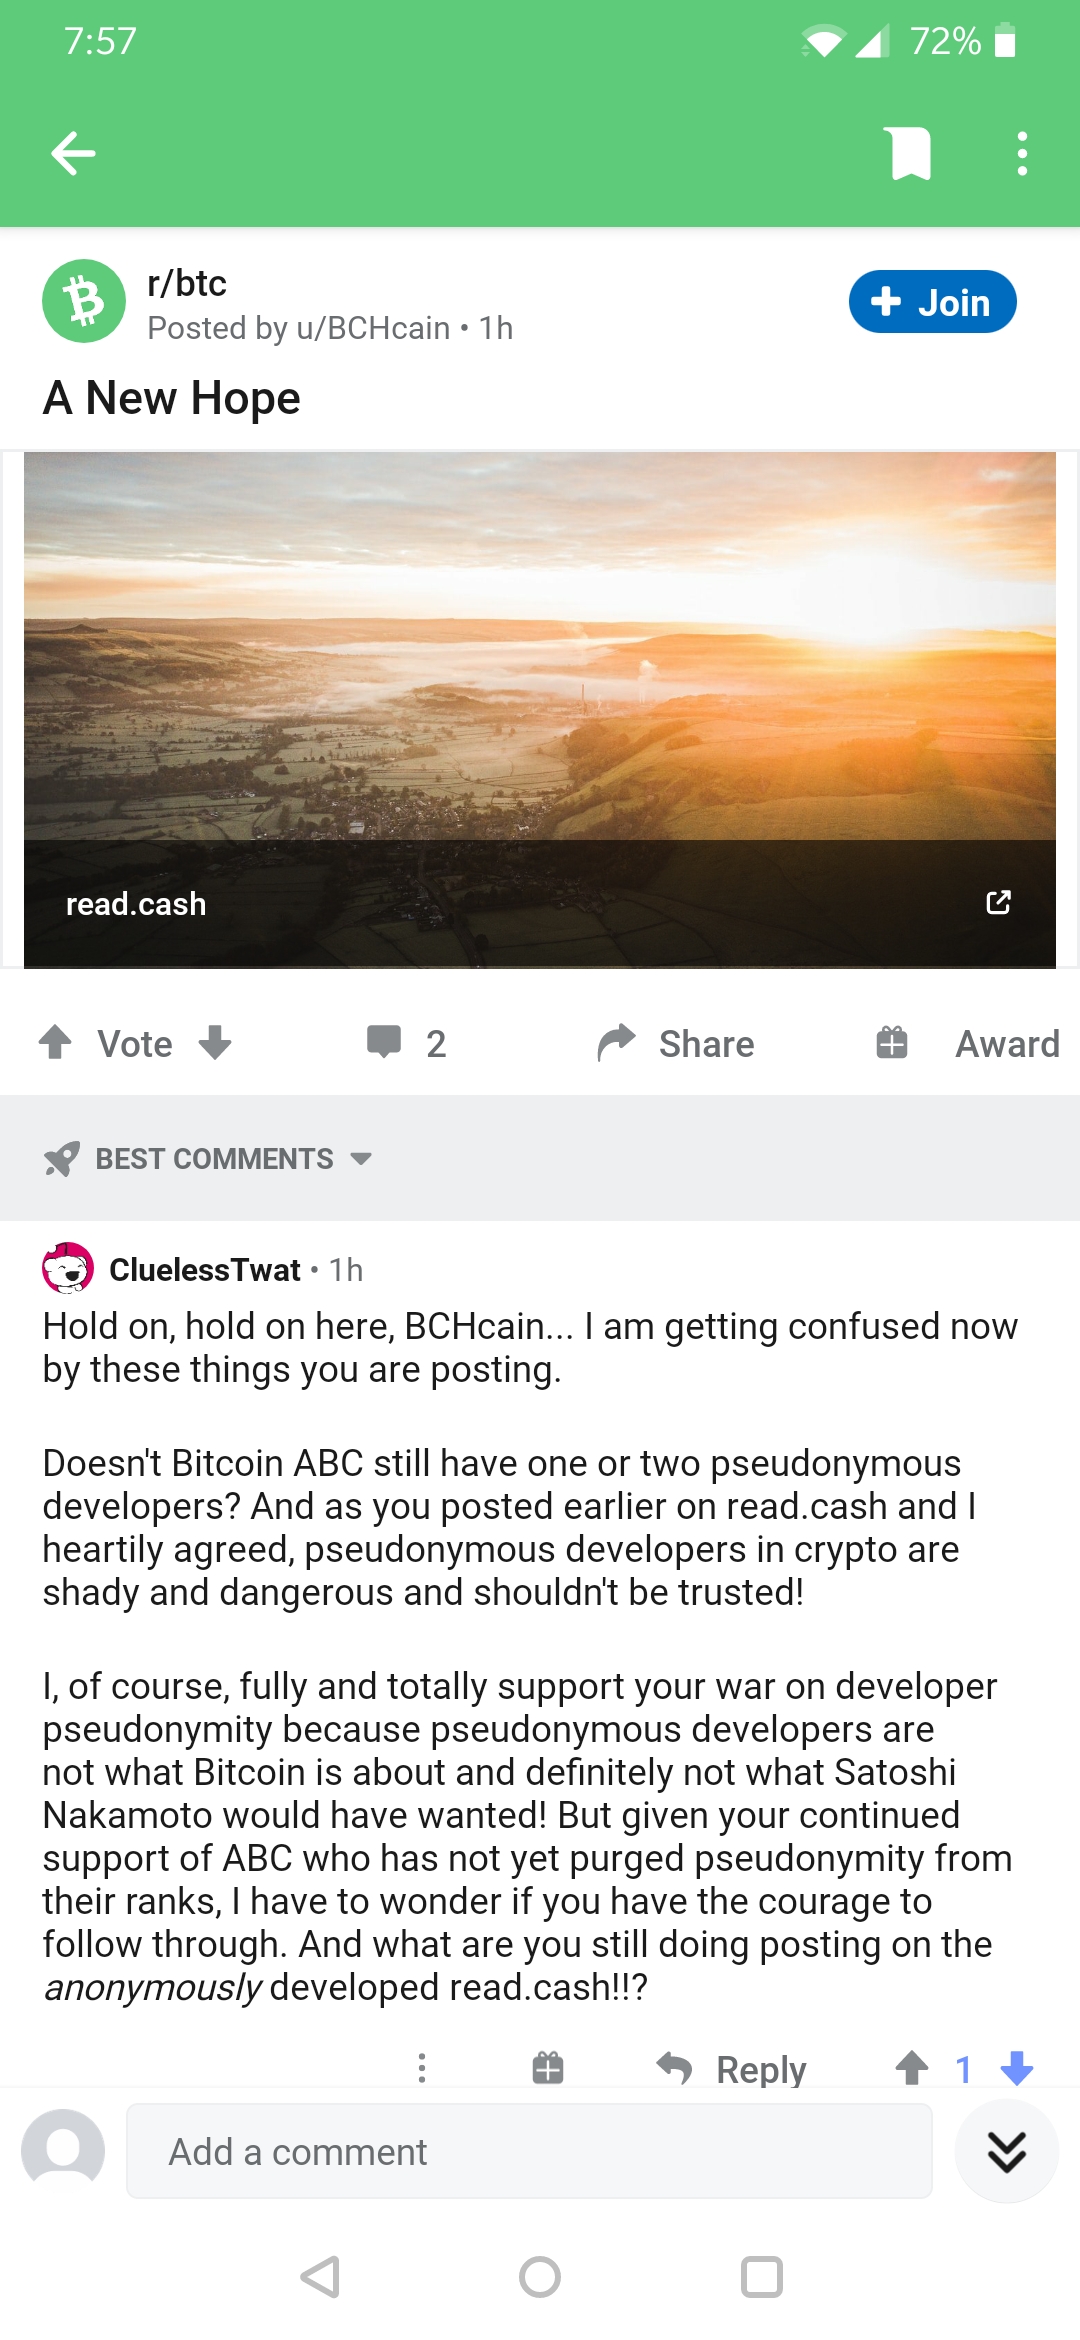 7:57
72%
r/btc
Posted by u/BCHcain • 1h
+ Join
A New Hope
read.cash
Vote
2
Share
Award
BEST COMMENTS
CluelessTwat • 1h
Hold on, hold on here, BCHcain... I am getting confused now
by these things you are posting.
Doesn't Bitcoin ABC still have one or two pseudonymous
developers? And as you posted earlier on read.cash and I
heartily agreed, pseudonymous developers in crypto are
shady and dangerous and shouldn't be trusted!
I, of course, fully and totally support your war on developer
pseudonymity because pseudonymous developers are
not what Bitcoin is about and definitely not what Satoshi
Nakamoto would have wanted! But given your continued
support of ABC who has not yet purged pseudonymity from
their ranks, I have to wonder if you have the courage to
follow through. And what are you still doing posting on the
anonymously developed read.cash!!?
Reply
1
Add a comment